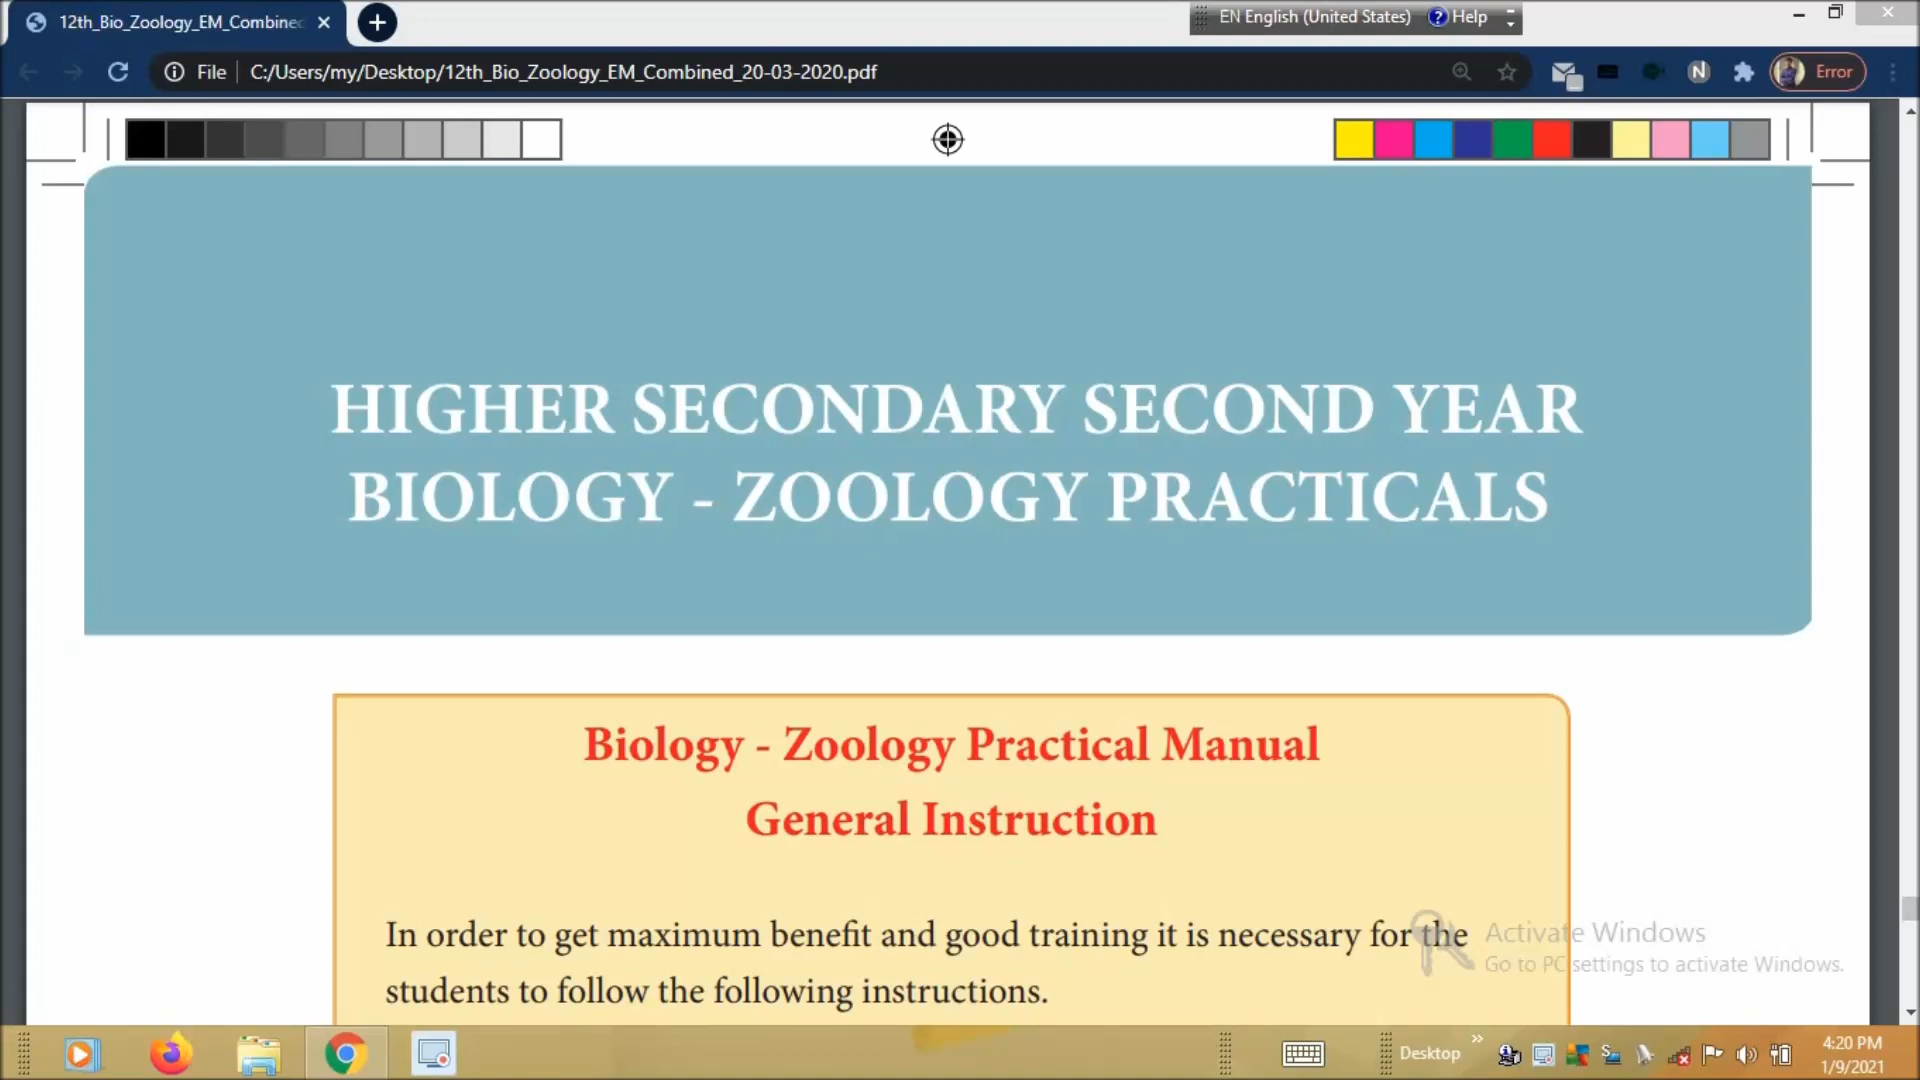 12th_Bio_Zoology_EM_Combine
EN English (United States) Help
File C:/Users/my/Desktop/12th_Bio_Zoology_EM_Combined_20-03-2020.pdf
N Error
HIGHER SECONDARY SECOND YEAR
BIOLOGY - ZOOLOGY PRACTICALS
Biology - Zoology Practical Manual
General Instruction
In order to get maximum benefit and good training it is necessary for the
students to follow the following instructions.
Activate Windows
Go to PC settings to activate Windows.
Desktop
4:20 PM
1/9/2021